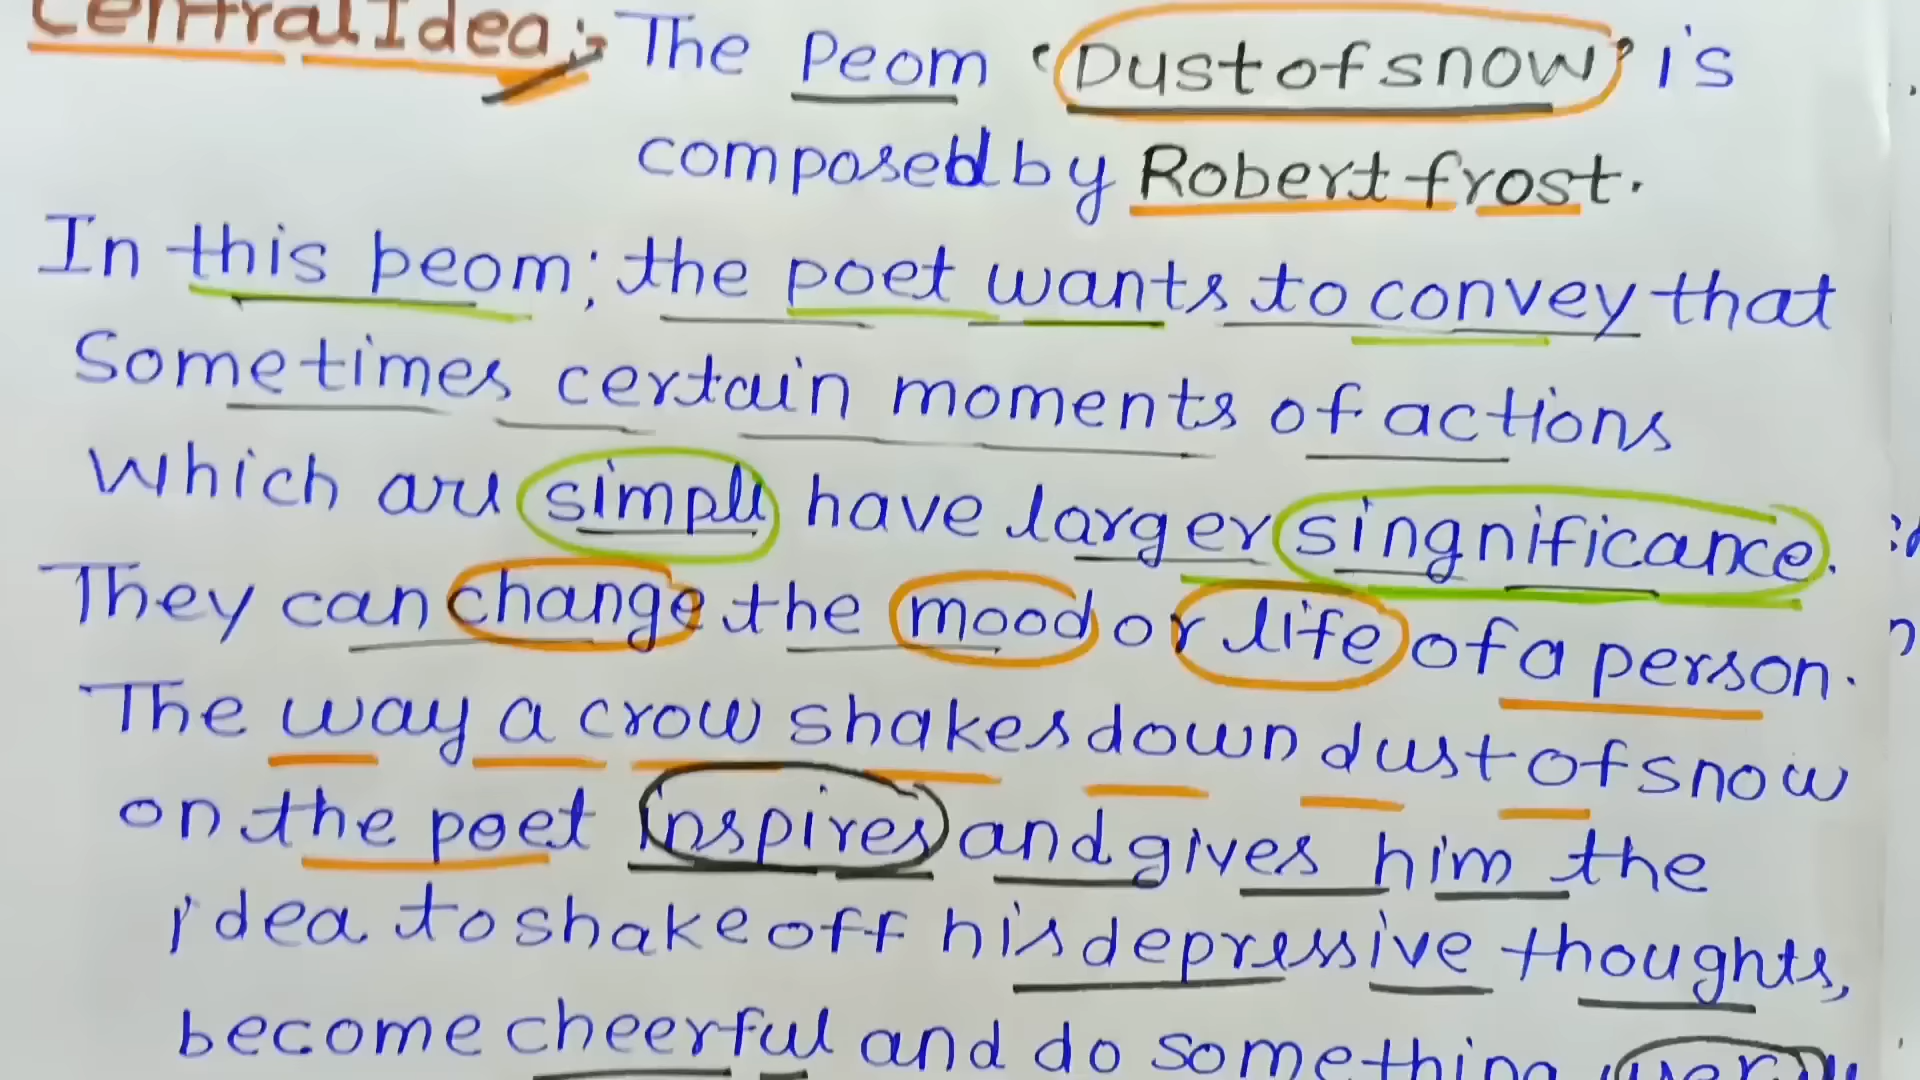 Central Idea:- The Peom 'Dust of snow' is
composed by Robert frost.
In this peom; the poet wants to convey that
Sometimes certain moments of actions
which are simple have larger singnificance.
They can change the mood or life of a person.
The way a crow shakes down dust of snow
on the poet inspires and gives him the
idea to shake off his depressive thoughts,
become cheerful and do something very